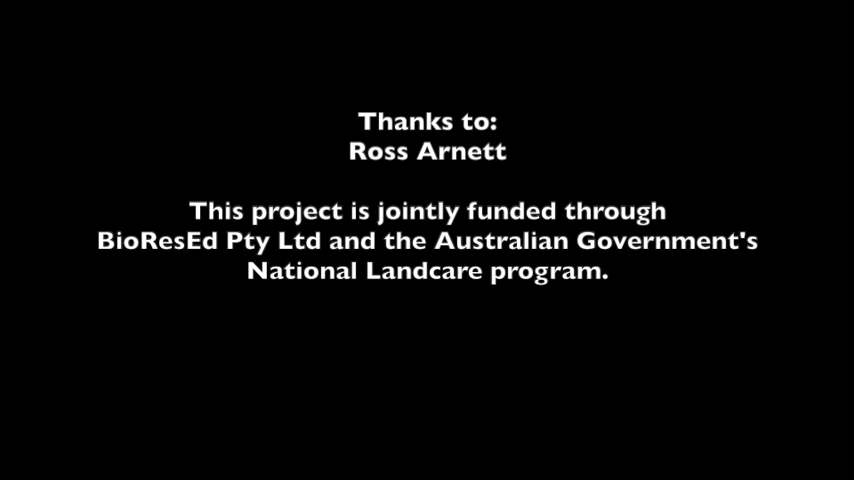 Thanks to:
Ross Arnett
This project is jointly funded through
BioResEd Pty Ltd and the Australian Government's
National Landcare program.